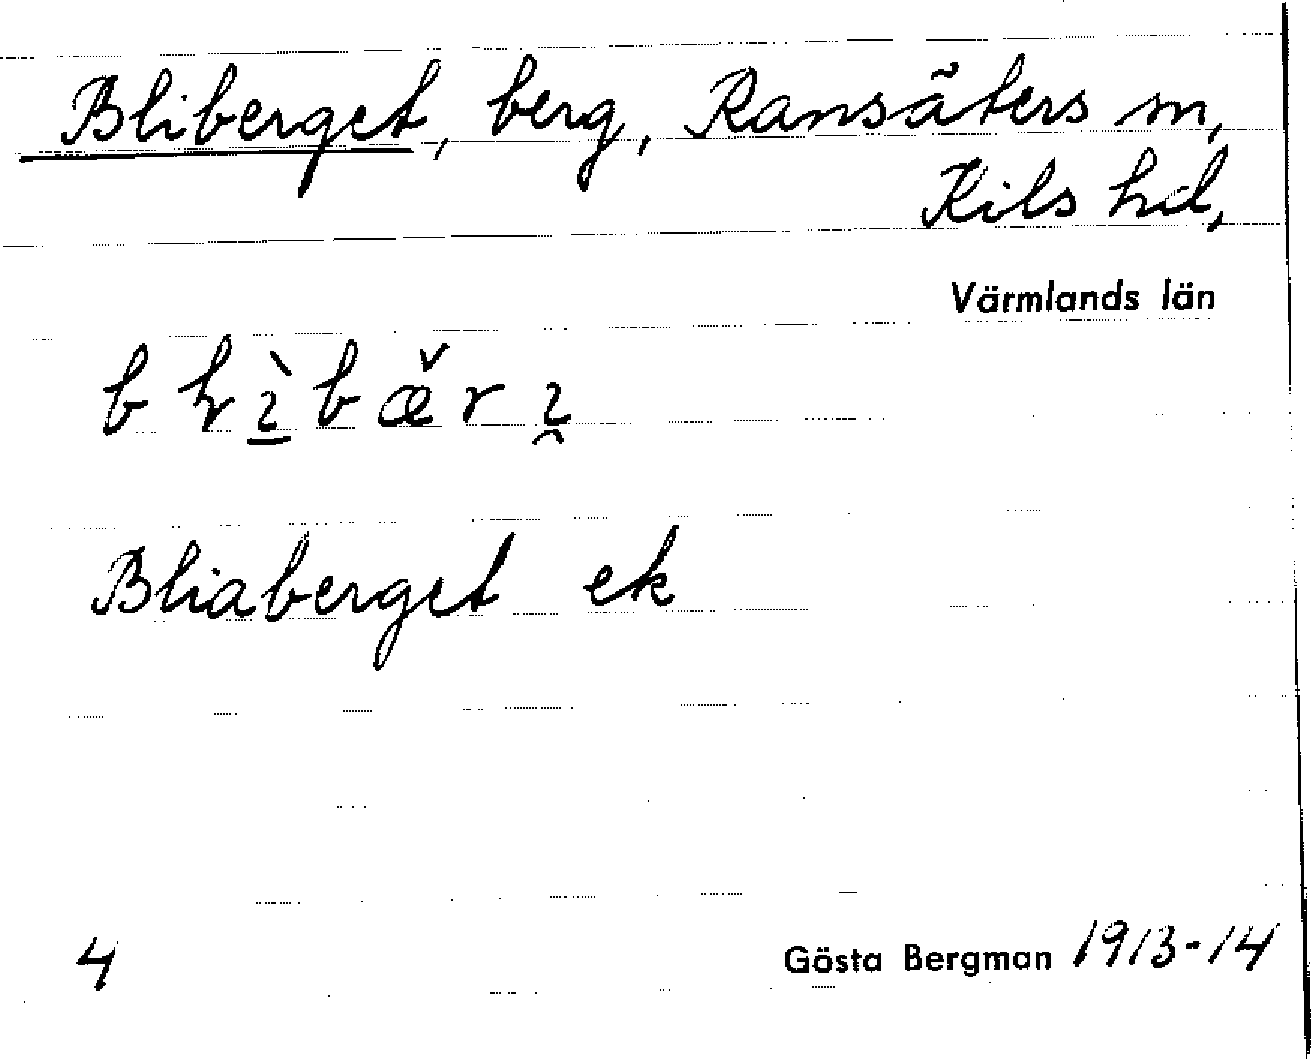 Bliberget, berg, Ransäters sn,
Kils hd,
Värmlands län
Bliaberget ek
4 Gösta Bergman 1913-14